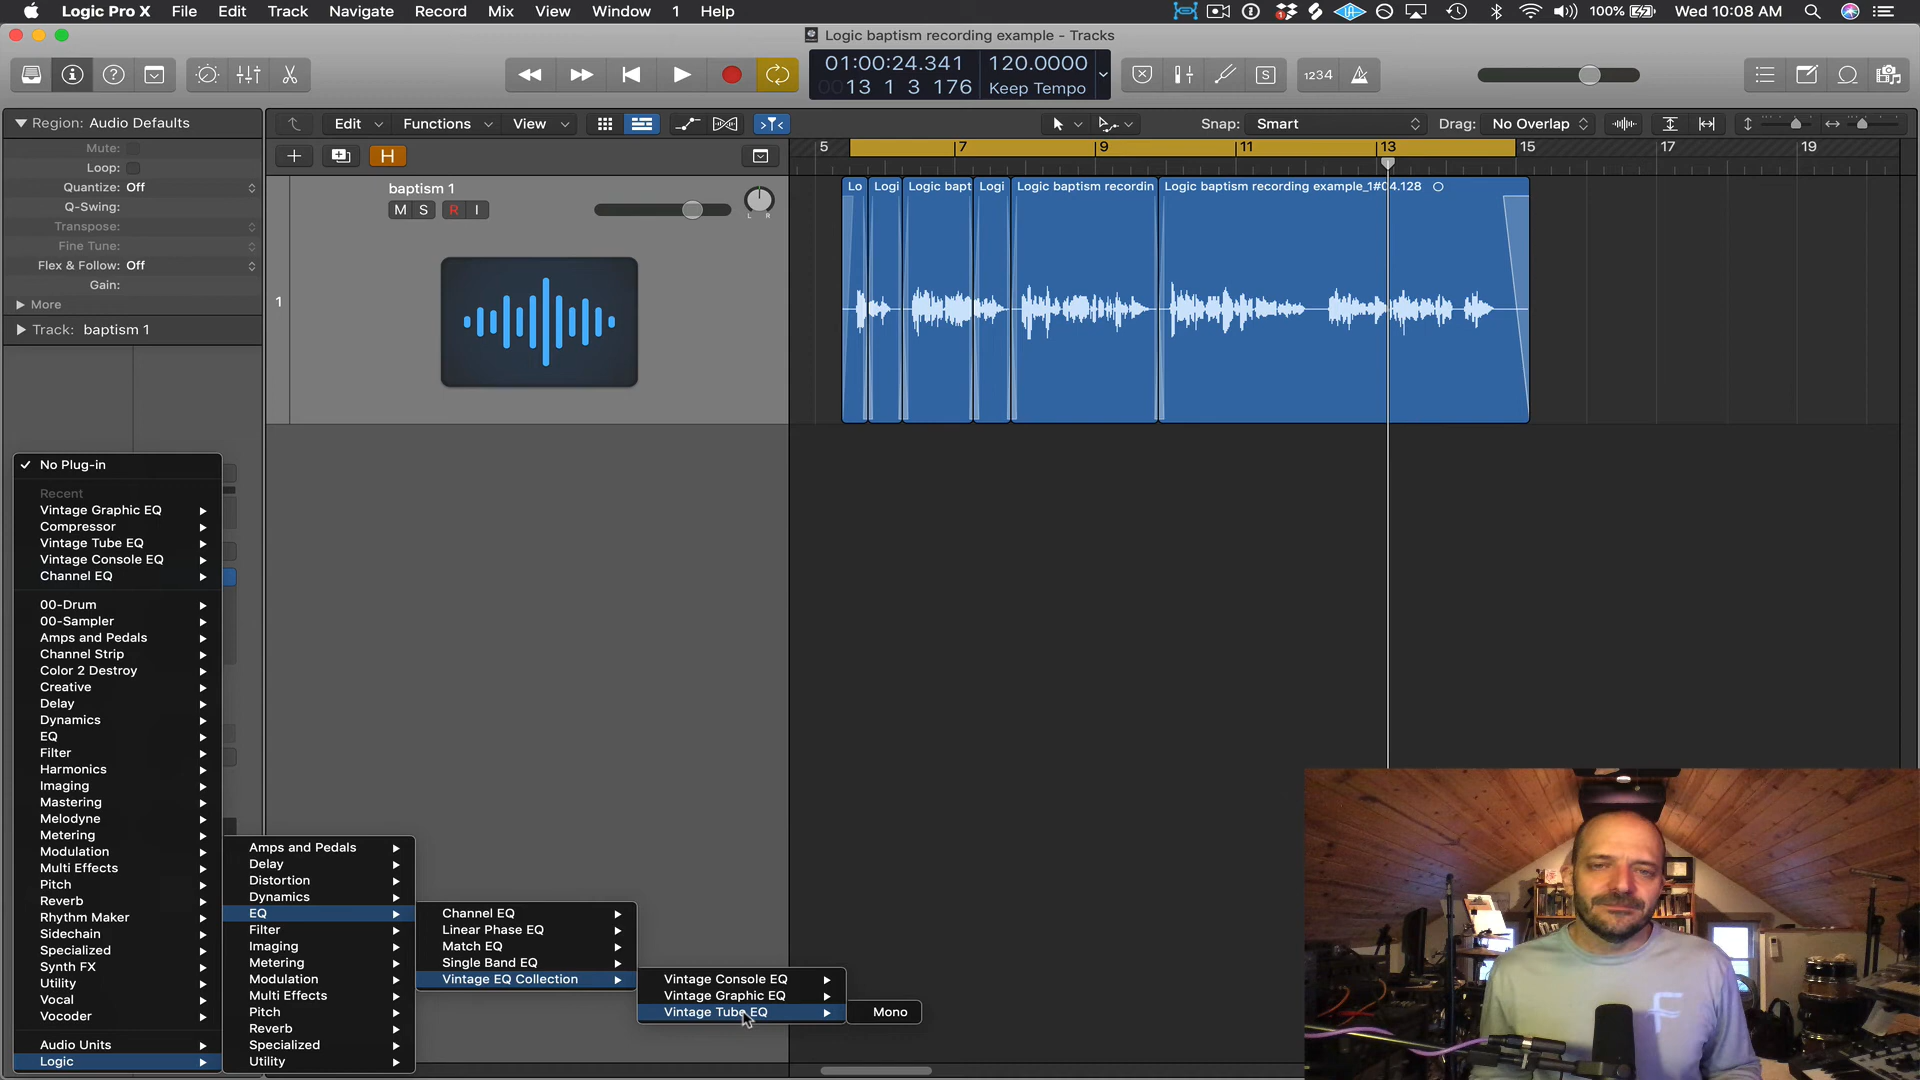 Logic Pro X File Edit Track Navigate Record Mix View Window 1 Help 100% Wed 10:08 AM
Logic baptism recording example - Tracks
01:00:24.341 120.0000
0013 1 3 176 Keep Tempo
S 1234
Region: Audio Defaults
Edit Functions View Snap: Smart Drag: No Overlap
Mute:
Loop:
Quantize: Off
Q-Swing:
Transpose:
Fine Tune:
Flex & Follow: Off
Gain:
More
Track: baptism 1
H
5 7 9 11 13 15 17 19
baptism 1
M S R I
L R
1
Lo Logi Logic bapt Logi Logic baptism recordin Logic baptism recording example_1#04.128
No Plug-in
Recent
Vintage Graphic EQ
Compressor
Vintage Tube EQ
Vintage Console EQ
Channel EQ
00-Drum
00-Sampler
Amps and Pedals
Channel Strip
Color 2 Destroy
Creative
Delay
Dynamics
EQ
Filter
Harmonics
Imaging
Mastering
Melodyne
Metering
Modulation
Multi Effects
Pitch
Reverb
Rhythm Maker
Sidechain
Specialized
Synth FX
Utility
Vocal
Vocoder
Audio Units
Logic
Amps and Pedals
Delay
Distortion
Dynamics
EQ
Filter
Imaging
Metering
Modulation
Multi Effects
Pitch
Reverb
Specialized
Utility
Channel EQ
Linear Phase EQ
Match EQ
Single Band EQ
Vintage EQ Collection
Vintage Console EQ
Vintage Graphic EQ
Vintage Tube EQ
Mono